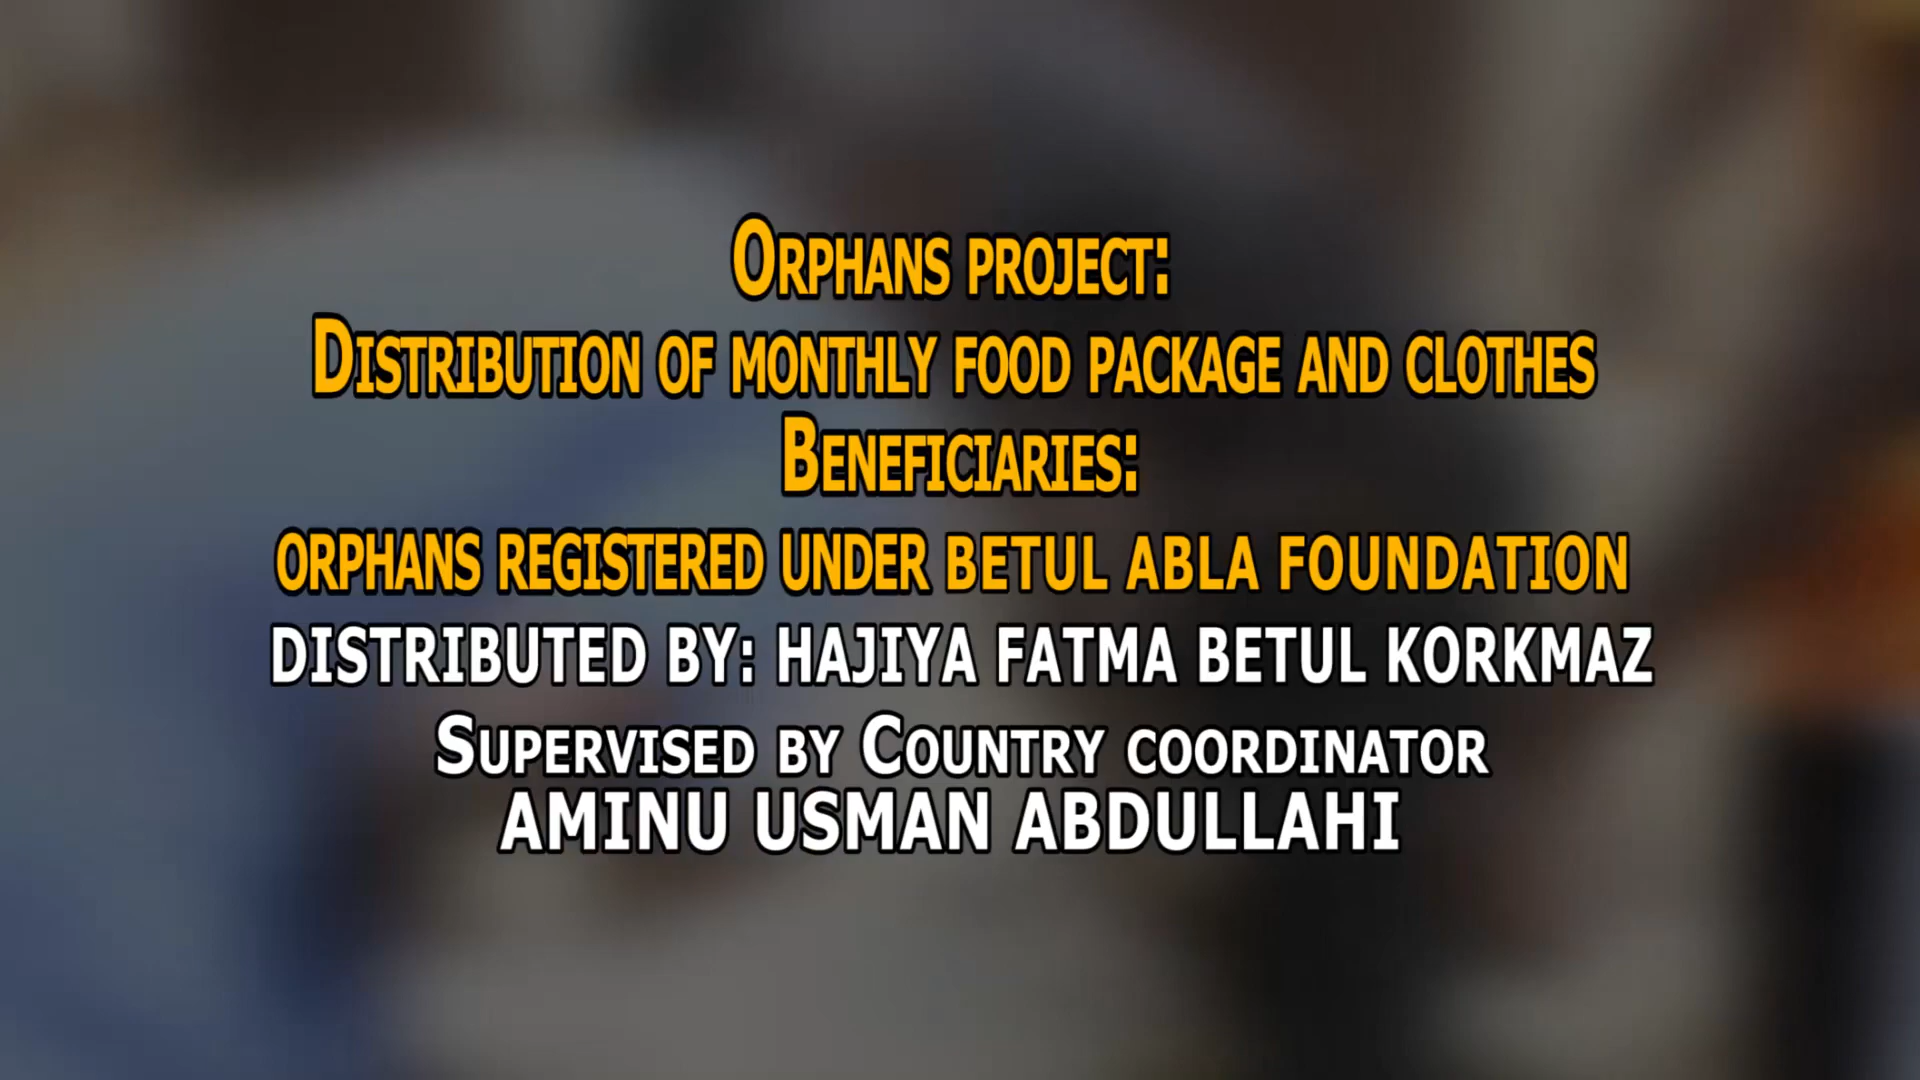 Orphans project:
Distribution of monthly food package and clothes
Beneficiaries:
orphans registered under BETUL ABLA FOUNDATION
DISTRIBUTED BY: HAJIYA FATMA BETUL KORKMAZ
Supervised by Country coordinator
AMINU USMAN ABDULLAHI